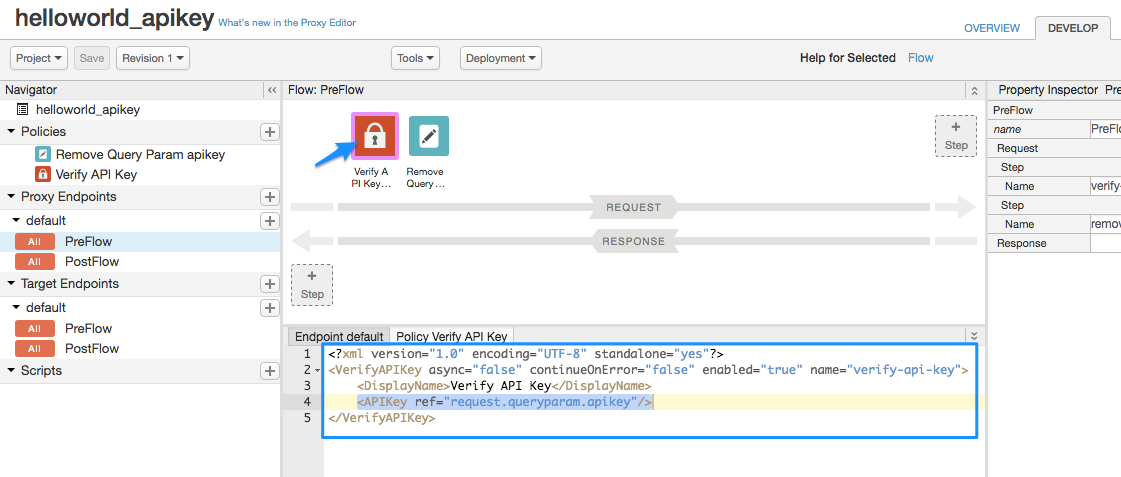 helloworld_apikey What's new in the Proxy Editor
OVERVIEW DEVELOP
Project Save Revision 1 Tools Deployment Help for Selected Flow
Navigator
helloworld_apikey
Policies
Remove Query Param apikey
Verify API Key
Proxy Endpoints
default
All PreFlow
All PostFlow
Target Endpoints
default
All PreFlow
All PostFlow
Scripts
Flow: PreFlow
Verify A
PI Key...
Remove
Query...
+
Step
REQUEST
RESPONSE
+
Step
Endpoint default Policy Verify API Key
1 <?xml version="1.0" encoding="UTF-8" standalone="yes"?>
2 <VerifyAPIKey async="false" continueOnError="false" enabled="true" name="verify-api-key">
3 <DisplayName>Verify API Key</DisplayName>
4 <APIKey ref="request.queryparam.apikey"/>
5 </VerifyAPIKey>
Property Inspector Pre
PreFlow
name PreFl
Request
Step
Name verify-
Step
Name remov
Response